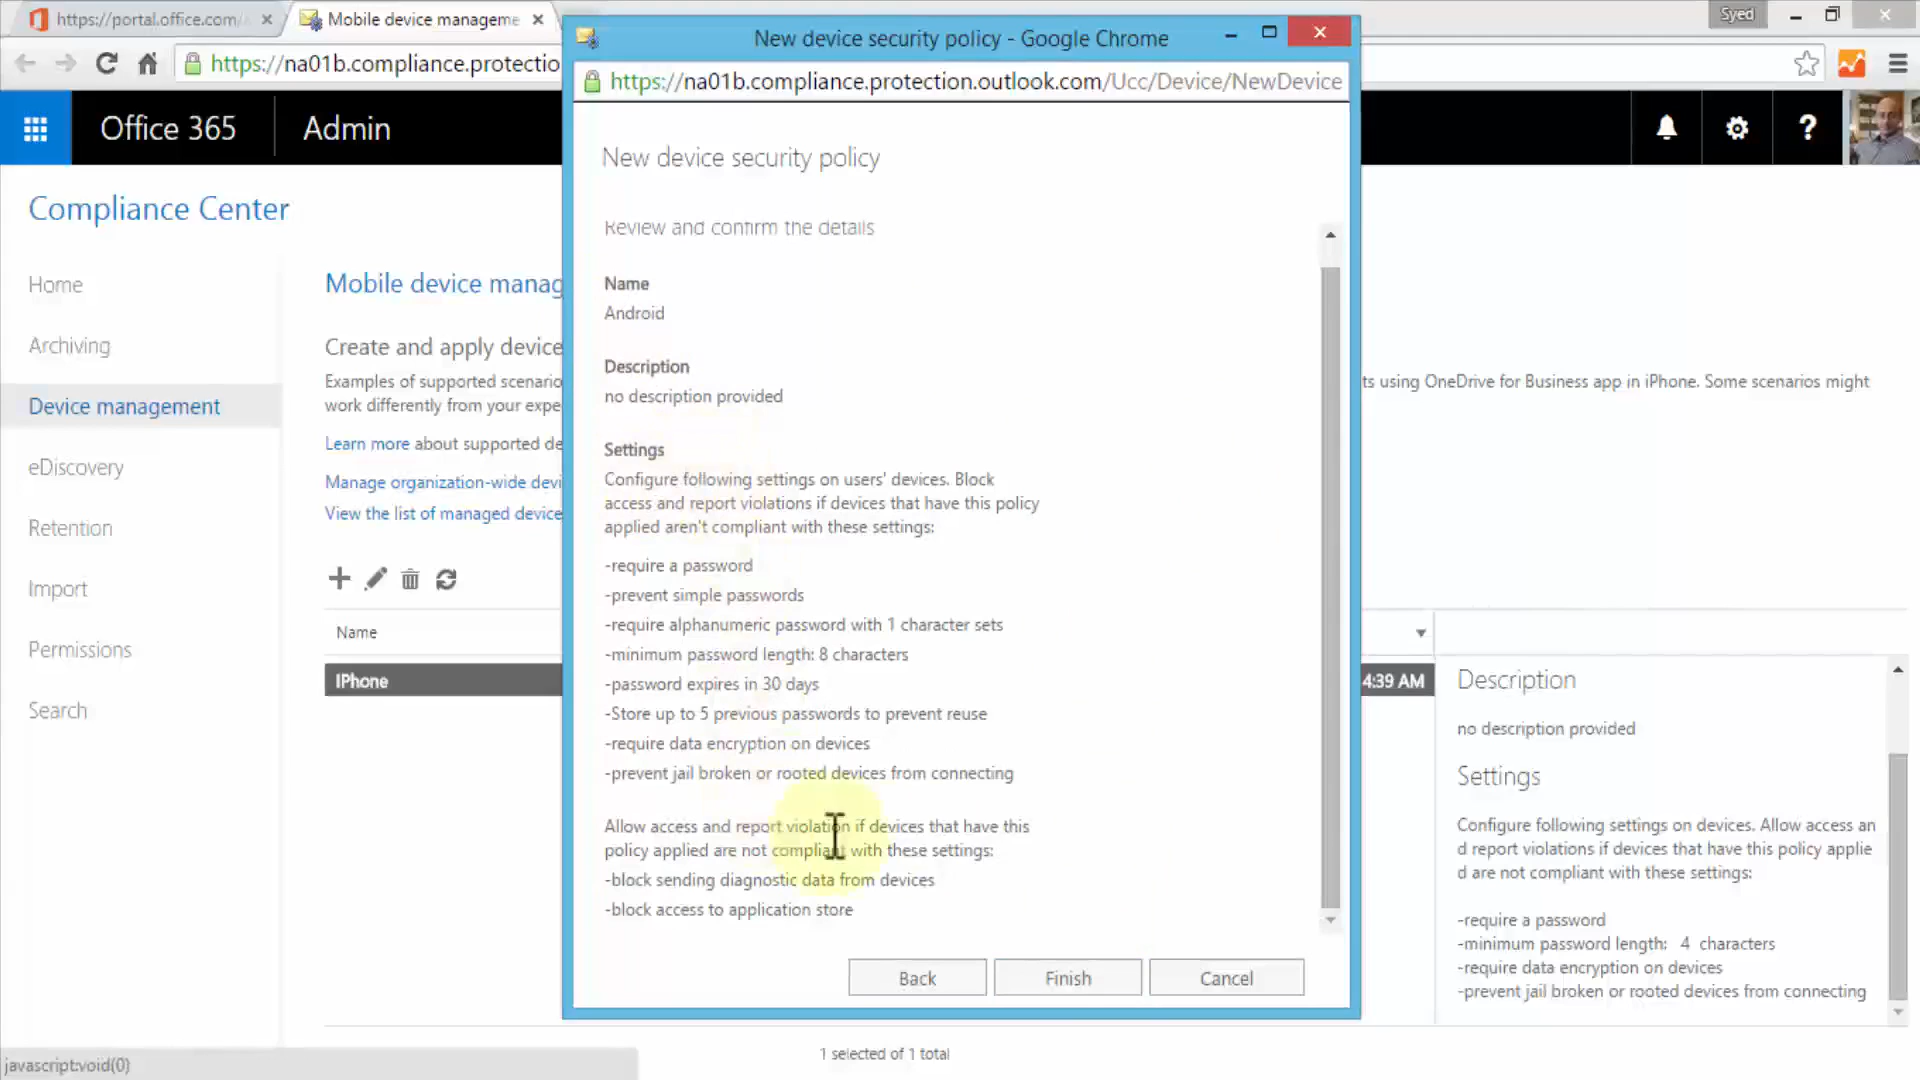 https://portal.office.com/
Mobile device manageme
Syed
New device security policy - Google Chrome
https://na01b.compliance.protectio
https://na01b.compliance.protection.outlook.com/Ucc/Device/NewDevice
Office 365
Admin
?
New device security policy
Compliance Center
Review and confirm the details
Home
Mobile device manag
Name
Android
Archiving
Create and apply device
Description
Examples of supported scenario
ts using OneDrive for Business app in iPhone. Some scenarios might
no description provided
work differently from your expe
Device management
Learn more about supported de
Settings
eDiscovery
Configure following settings on users' devices. Block
Manage organization-wide devi
access and report violations if devices that have this policy
View the list of managed device
applied aren't compliant with these settings:
Retention
-require a password
Import
-prevent simple passwords
-require alphanumeric password with 1 character sets
Name
Permissions
-minimum password length: 8 characters
IPhone
4:39 AM
Description
-password expires in 30 days
Search
-Store up to 5 previous passwords to prevent reuse
no description provided
-require data encryption on devices
-prevent jail broken or rooted devices from connecting
Settings
Allow access and report violation if devices that have this
Configure following settings on devices. Allow access an
policy applied are not compliant with these settings:
d report violations if devices that have this policy applie
d are not compliant with these settings:
-block sending diagnostic data from devices
-block access to application store
-require a password
-minimum password length: 4 characters
-require data encryption on devices
-prevent jail broken or rooted devices from connecting
Back
Finish
Cancel
1 selected of 1 total
javascript:void(0)